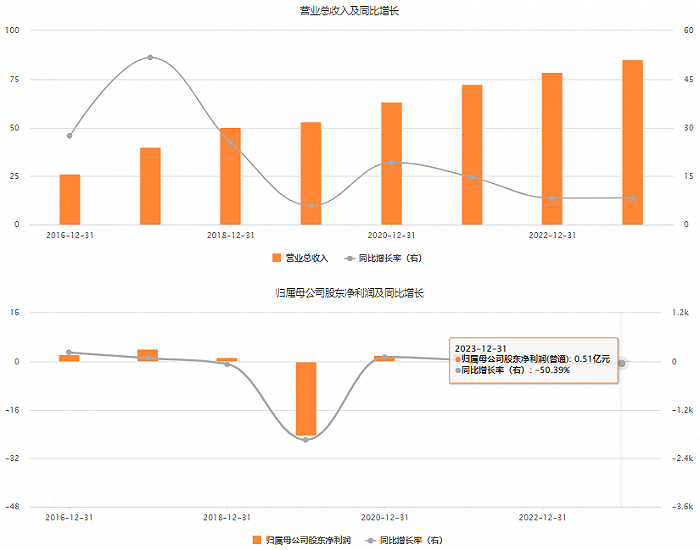 营业总收入及同比增长
100 60
75 45
50 30
25 15
0 0
2016-12-31 2018-12-31 2020-12-31 2022-12-31
营业总收入 同比增长率（右）
归属母公司股东净利润及同比增长
16 1.2k
2023-12-31
归属母公司股东净利润(普通): 0.51亿元
0 0
同比增长率（右）: -50.39%
-16 -1.2k
-32 -2.4k
-48 -3.6k
2016-12-31 2018-12-31 2020-12-31 2022-12-31
归属母公司股东净利润 同比增长率（右）